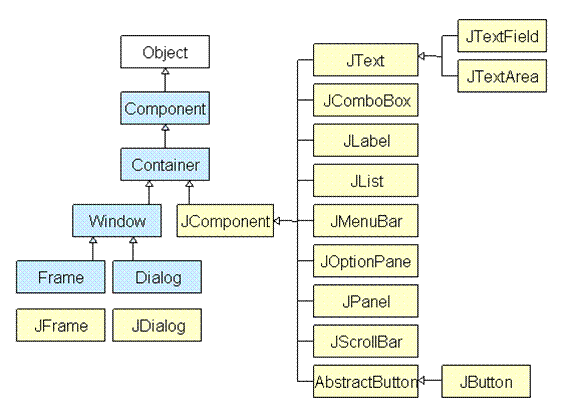 Object
Component
Container
Window
JComponent
Frame
Dialog
JFrame
JDialog
JText
JComboBox
JLabel
JList
JMenuBar
JOptionPane
JPanel
JScrollBar
AbstractButton
JTextField
JTextArea
JButton